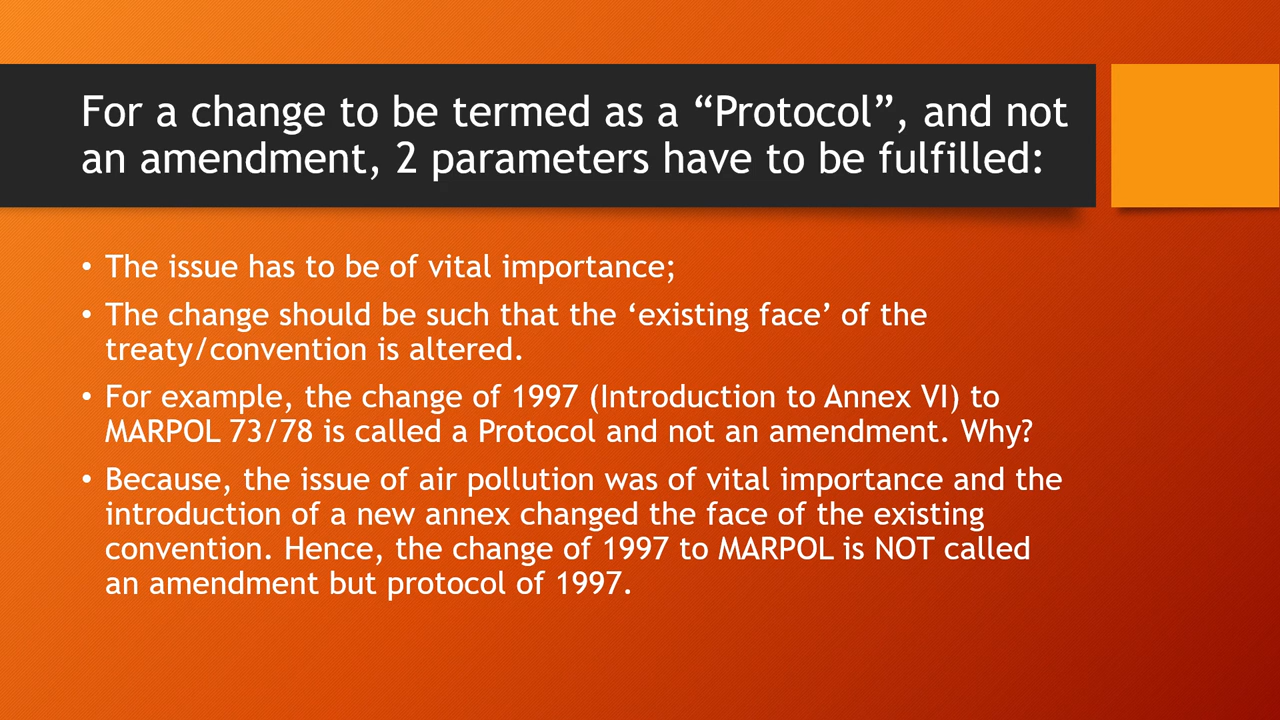 For a change to be termed as a “Protocol”, and not
an amendment, 2 parameters have to be fulfilled:
• The issue has to be of vital importance;
• The change should be such that the ‘existing face’ of the
treaty/convention is altered.
• For example, the change of 1997 (Introduction to Annex VI) to
MARPOL 73/78 is called a Protocol and not an amendment. Why?
• Because, the issue of air pollution was of vital importance and the
introduction of a new annex changed the face of the existing
convention. Hence, the change of 1997 to MARPOL is NOT called
an amendment but protocol of 1997.